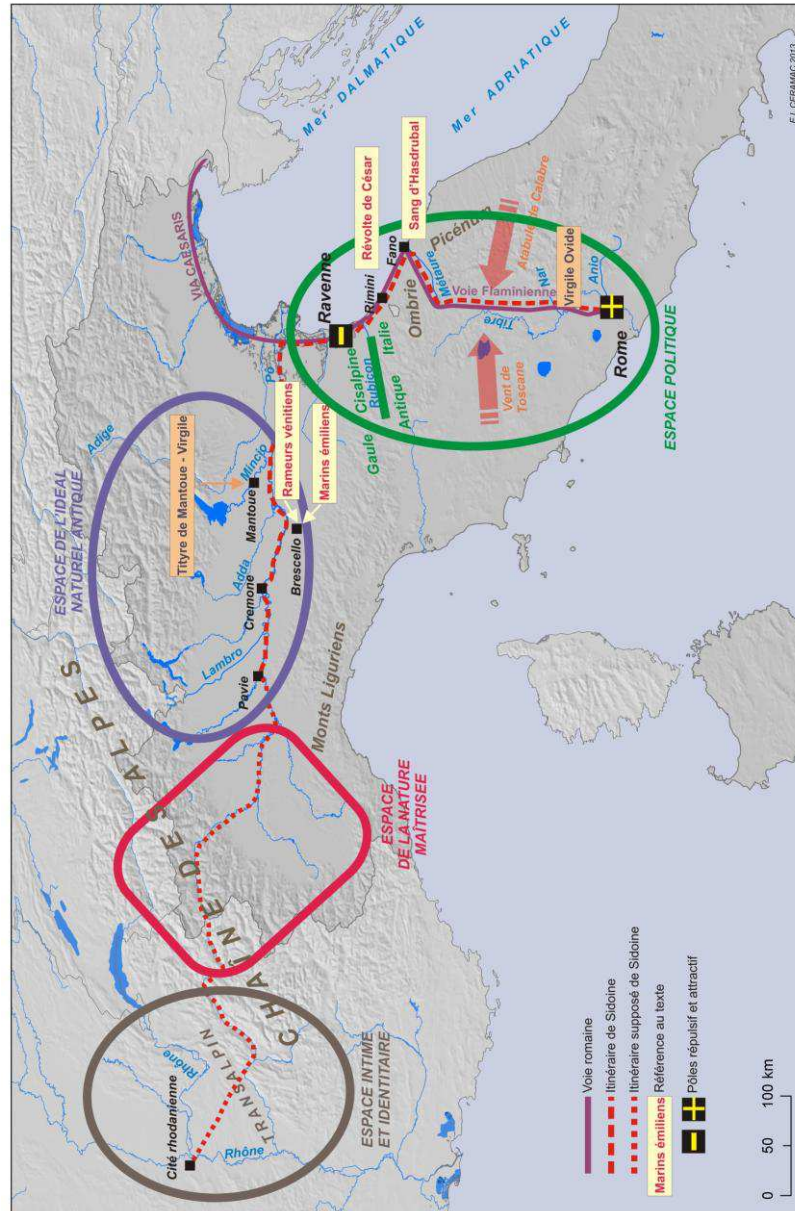 Mer DALMATIQUE
Mer ADRIATIQUE
VIA CAESARIS
ESPACE DE L'IDEAL
NATUREL ANTIQUE
Adige
Tityre de Mantoue - Virgile
Mincio
Mantoue
Pô
Ravenne
Révolte de César
Sang d'Hasdrubal
Rimini
Fano
Picénum
Rameurs vénitiens
Marins émiliens
Brescello
Adda
Cremone
Lambro
Pavie
Gaule
Cisalpine
Rubicon
Antique
Italie
Ombrie
Métaure
Voie Flaminienne
Atabule de Calabre
Nar
Virgile Ovide
Anio
Tibre
Vent de
Toscane
Rome
ESPACE POLITIQUE
Monts Liguriens
CHAÎNE DES ALPES
ESPACE
DE LA NATURE
MAÎTRISEE
TRANSALPIN
Rhône
Cité rhodanienne
Rhône
ESPACE INTIME
ET IDENTITAIRE
Voie romaine
Itinéraire de Sidoine
Itinéraire supposé de Sidoine
Marins émiliens Référence au texte
Pôles répulsif et attractif
0 50 100 km
E.L CERAMAC 2013